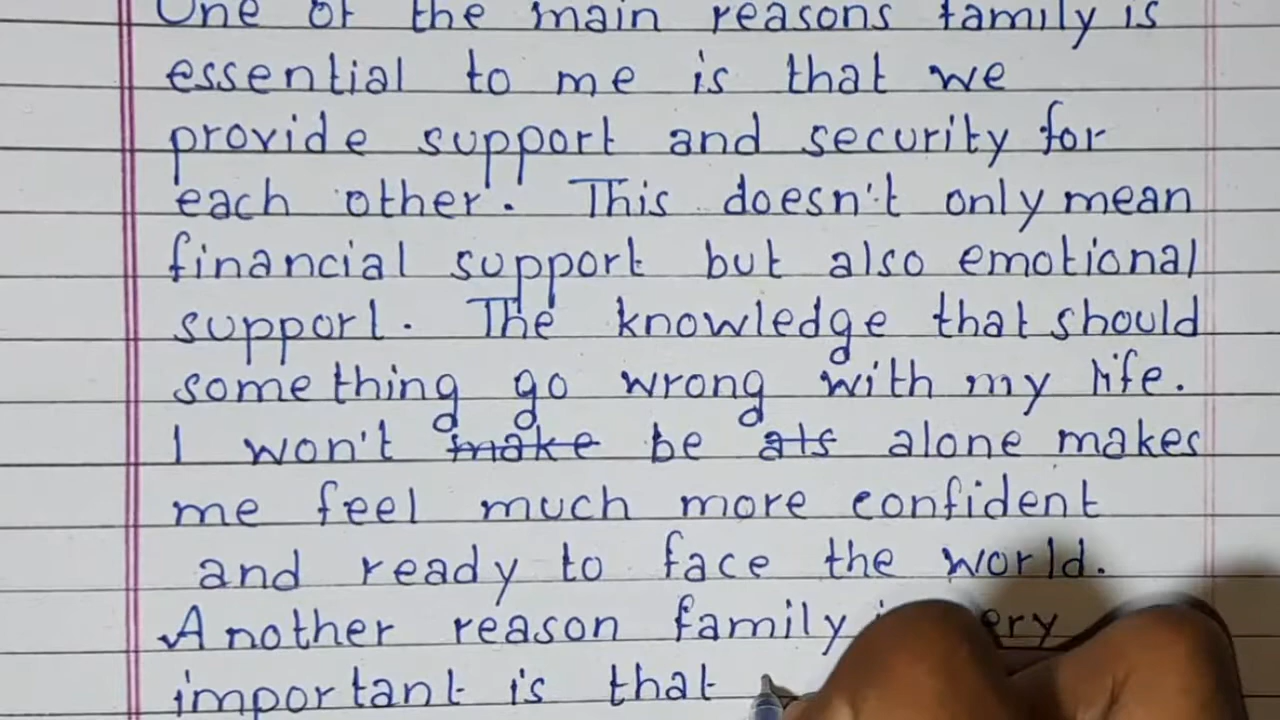 One of the main reasons family is
essential to me is that we
provide support and security for
each other. This doesn't only mean
financial support but also emotional
support. The knowledge that should
something go wrong with my life.
I won't make be als alone makes
me feel much more confident
and ready to face the world.
Another reason family
important is that